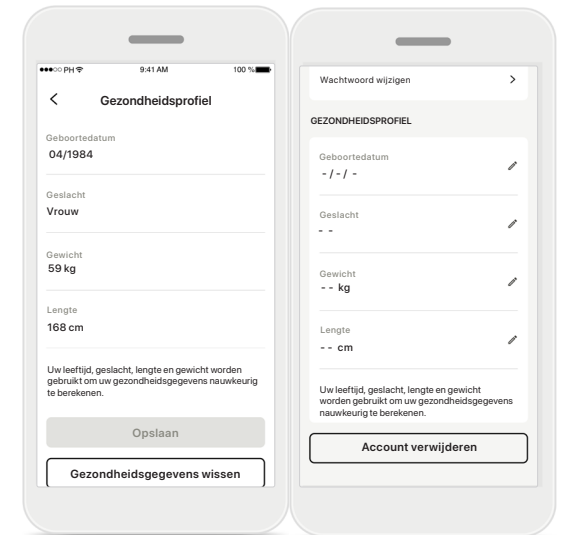 PH
9:41 AM
100 %
Gezondheidsprofiel
Geboortedatum
04/1984
Geslacht
Vrouw
Gewicht
59 kg
Lengte
168 cm
Uw leeftijd, geslacht, lengte en gewicht worden
gebruikt om uw gezondheidsgegevens nauwkeurig
te berekenen.
Opslaan
Gezondheidsgegevens wissen
Wachtwoord wijzigen
GEZONDHEIDSPROFIEL
Geboortedatum
- / - / -
Geslacht
- -
Gewicht
- - kg
Lengte
- - cm
Uw leeftijd, geslacht, lengte en gewicht
worden gebruikt om uw gezondheidsgegevens
nauwkeurig te berekenen.
Account verwijderen